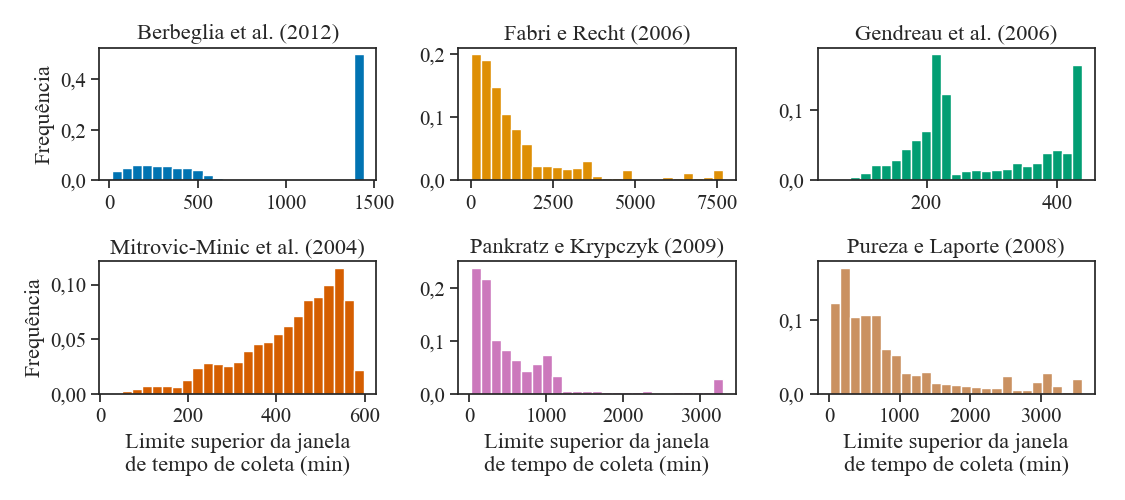 Berbeglia et al. (2012)
Fabri e Recht (2006)
Gendreau et al. (2006)
Frequência
0,4
0,2
0,0
0
500
1000
1500
0,2
0,1
0,0
0
2500
5000
7500
0,1
0,0
200
400
Mitrovic-Minic et al. (2004)
Pankratz e Krypczyk (2009)
Pureza e Laporte (2008)
Frequência
0,10
0,05
0,00
0
200
400
600
Limite superior da janela
de tempo de coleta (min)
0,2
0,1
0,0
0
1000
2000
3000
Limite superior da janela
de tempo de coleta (min)
0,1
0,0
0
1000
2000
3000
Limite superior da janela
de tempo de coleta (min)